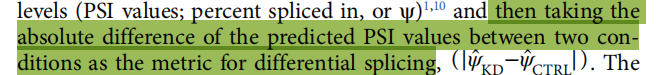 levels (PSI values; percent spliced in, or ψ)¹,¹⁰ and then taking the
absolute difference of the predicted PSI values between two con-
ditions as the metric for differential splicing, (|ψ̂KD−ψ̂CTRL|). The